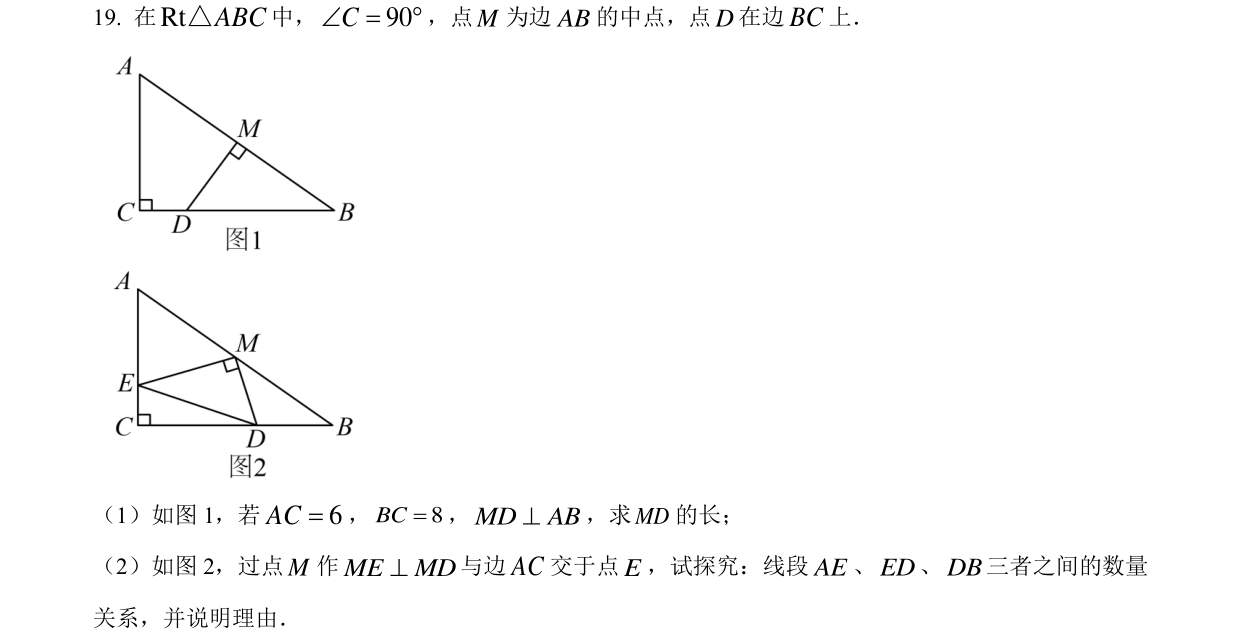 19. 在Rt△ABC中，∠C=90°，点M为边AB的中点，点D在边BC上．
A
M
C
D
B
图1
A
M
E
C
D
B
图2
（1）如图1，若AC=6，BC=8，MD⊥AB，求MD的长；
（2）如图2，过点M作ME⊥MD与边AC交于点E，试探究：线段AE、ED、DB三者之间的数量
关系，并说明理由．